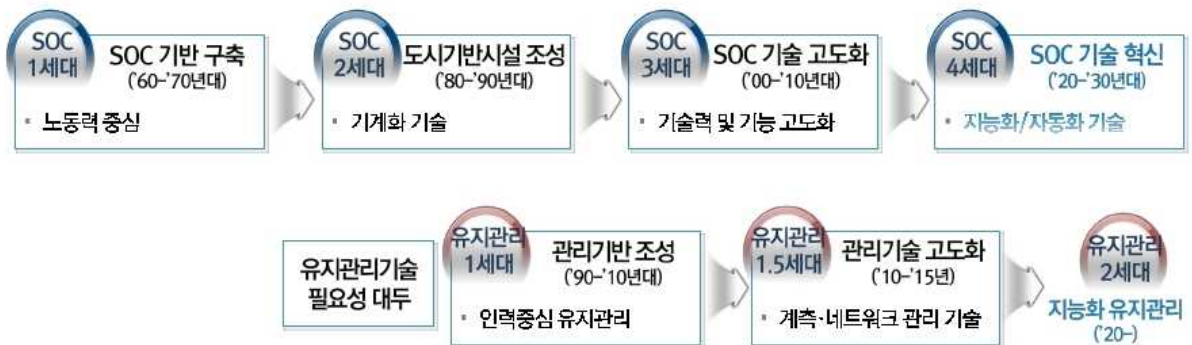 SOC
1세대
SOC 기반 구축
('60-'70년대)
▪ 노동력 중심
SOC
2세대
도시기반시설 조성
('80-'90년대)
▪ 기계화 기술
SOC
3세대
SOC 기술 고도화
('00-'10년대)
▪ 기술력 및 기능 고도화
SOC
4세대
SOC 기술 혁신
('20-'30년대)
▪ 지능화/자동화 기술
유지관리기술
필요성 대두
유지관리
1세대
관리기반 조성
('90-'10년대)
▪ 인력중심 유지관리
유지관리
1.5세대
관리기술 고도화
('10-'15년)
▪ 계측·네트워크 관리 기술
유지관리
2세대
지능화 유지관리
('20-)